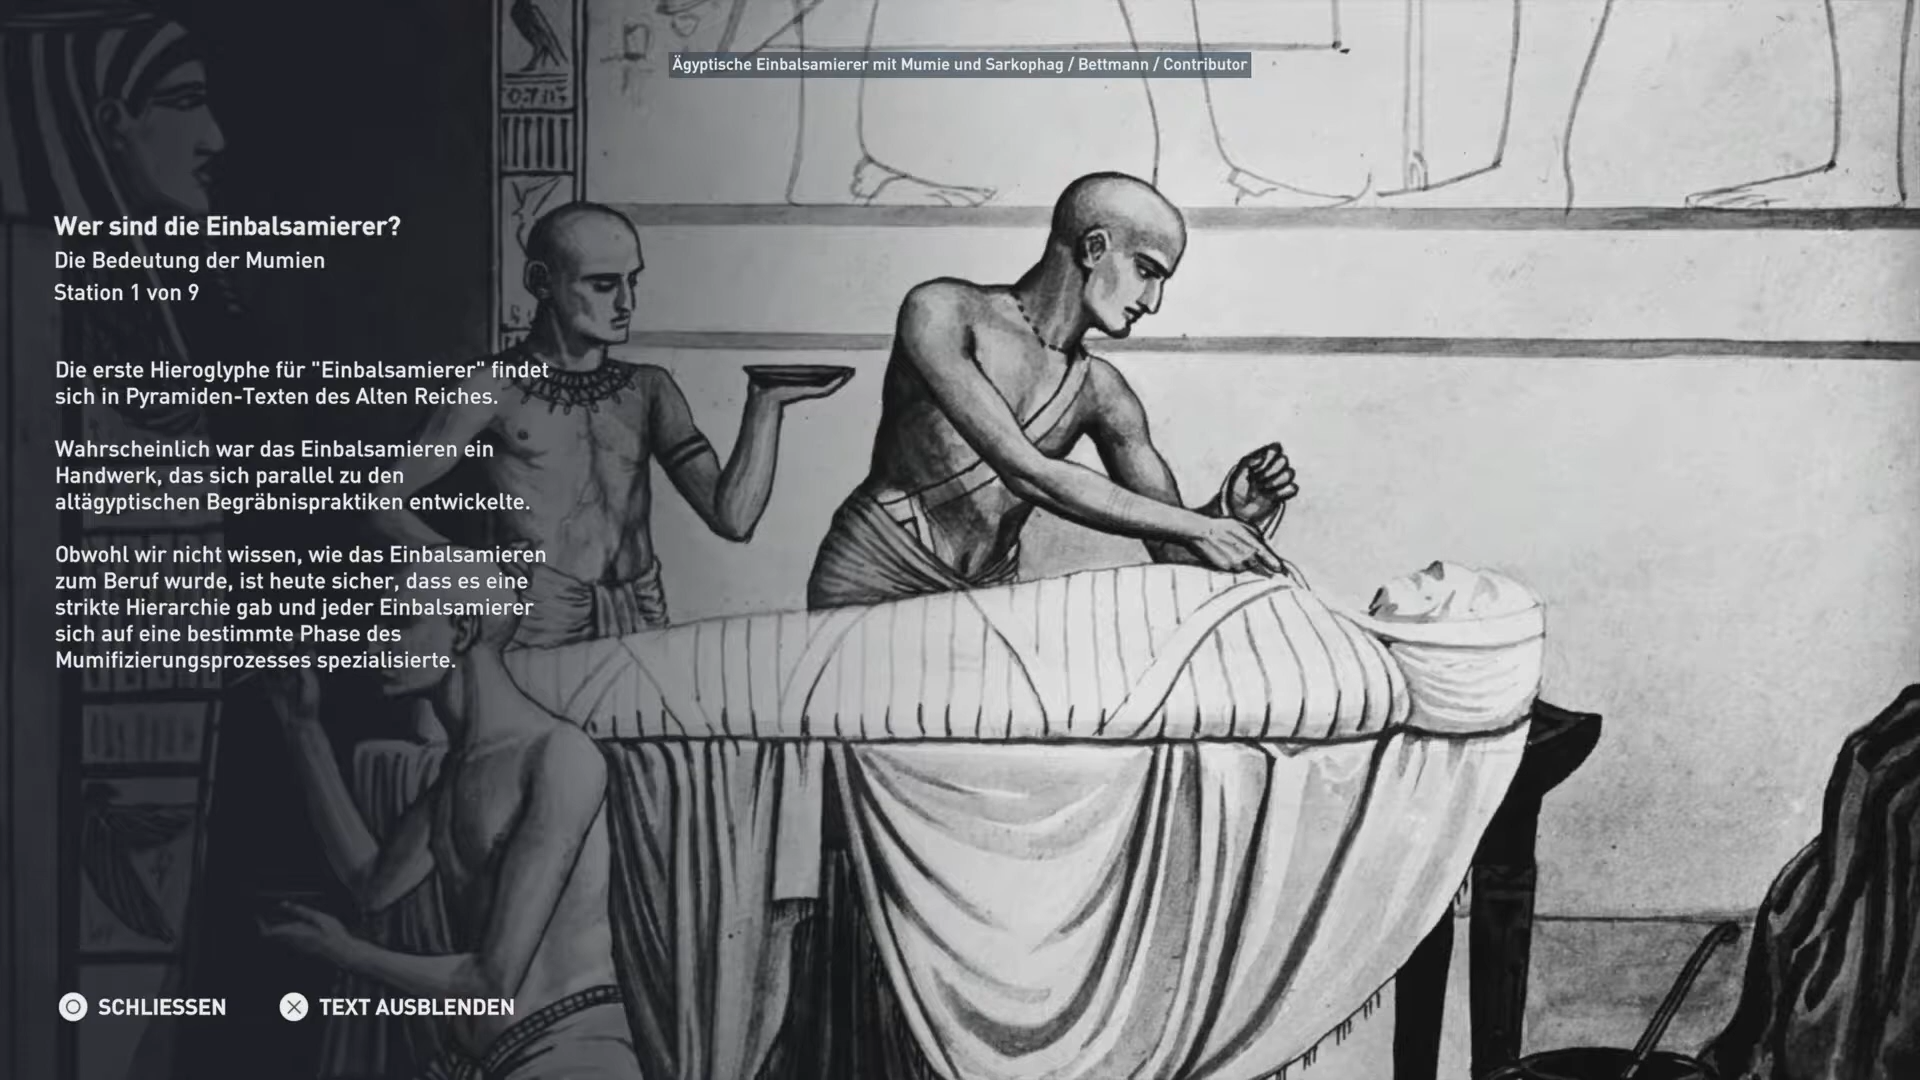 Ägyptische Einbalsamierer mit Mumie und Sarkophag / Bettmann / Contributor
Wer sind die Einbalsamierer?
Die Bedeutung der Mumien
Station 1 von 9
Die erste Hieroglyphe für "Einbalsamierer" findet
sich in Pyramiden-Texten des Alten Reiches.
Wahrscheinlich war das Einbalsamieren ein
Handwerk, das sich parallel zu den
altägyptischen Begräbnispraktiken entwickelte.
Obwohl wir nicht wissen, wie das Einbalsamieren
zum Beruf wurde, ist heute sicher, dass es eine
strikte Hierarchie gab und jeder Einbalsamierer
sich auf eine bestimmte Phase des
Mumifizierungsprozesses spezialisierte.
SCHLIESSEN
TEXT AUSBLENDEN